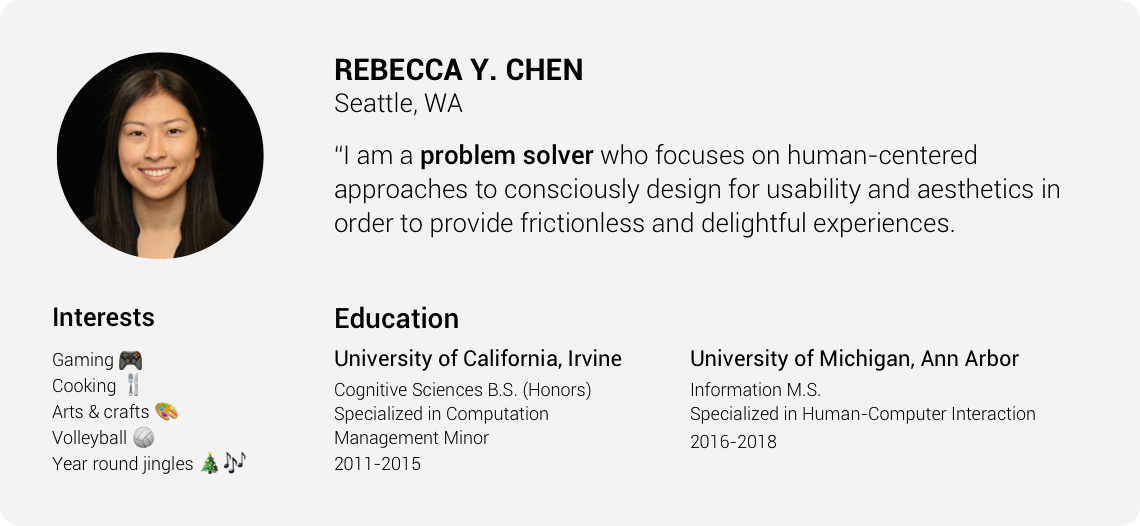 REBECCA Y. CHEN
Seattle, WA
“I am a problem solver who focuses on human-centered
approaches to consciously design for usability and aesthetics in
order to provide frictionless and delightful experiences.
Interests
Gaming 🎮
Cooking 🍴
Arts & crafts 🎨
Volleyball 🏐
Year round jingles 🎄🎶
Education
University of California, Irvine
Cognitive Sciences B.S. (Honors)
Specialized in Computation
Management Minor
2011-2015
University of Michigan, Ann Arbor
Information M.S.
Specialized in Human-Computer Interaction
2016-2018